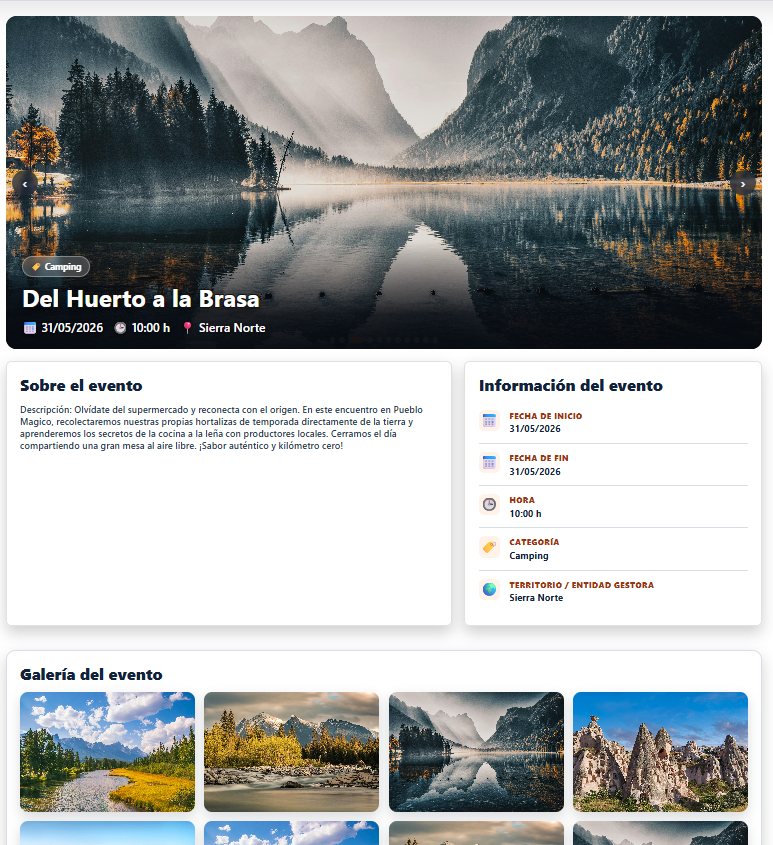 Camping
Del Huerto a la Brasa
31/05/2026 10:00 h Sierra Norte
Sobre el evento
Descripción: Olvídate del supermercado y reconecta con el origen. En este encuentro en Pueblo
Magico, recolectaremos nuestras propias hortalizas de temporada directamente de la tierra y
aprenderemos los secretos de la cocina a la leña con productores locales. Cerramos el día
compartiendo una gran mesa al aire libre. ¡Sabor auténtico y kilómetro cero!
Información del evento
FECHA DE INICIO
31/05/2026
FECHA DE FIN
31/05/2026
HORA
10:00 h
CATEGORÍA
Camping
TERRITORIO / ENTIDAD GESTORA
Sierra Norte
Galería del evento